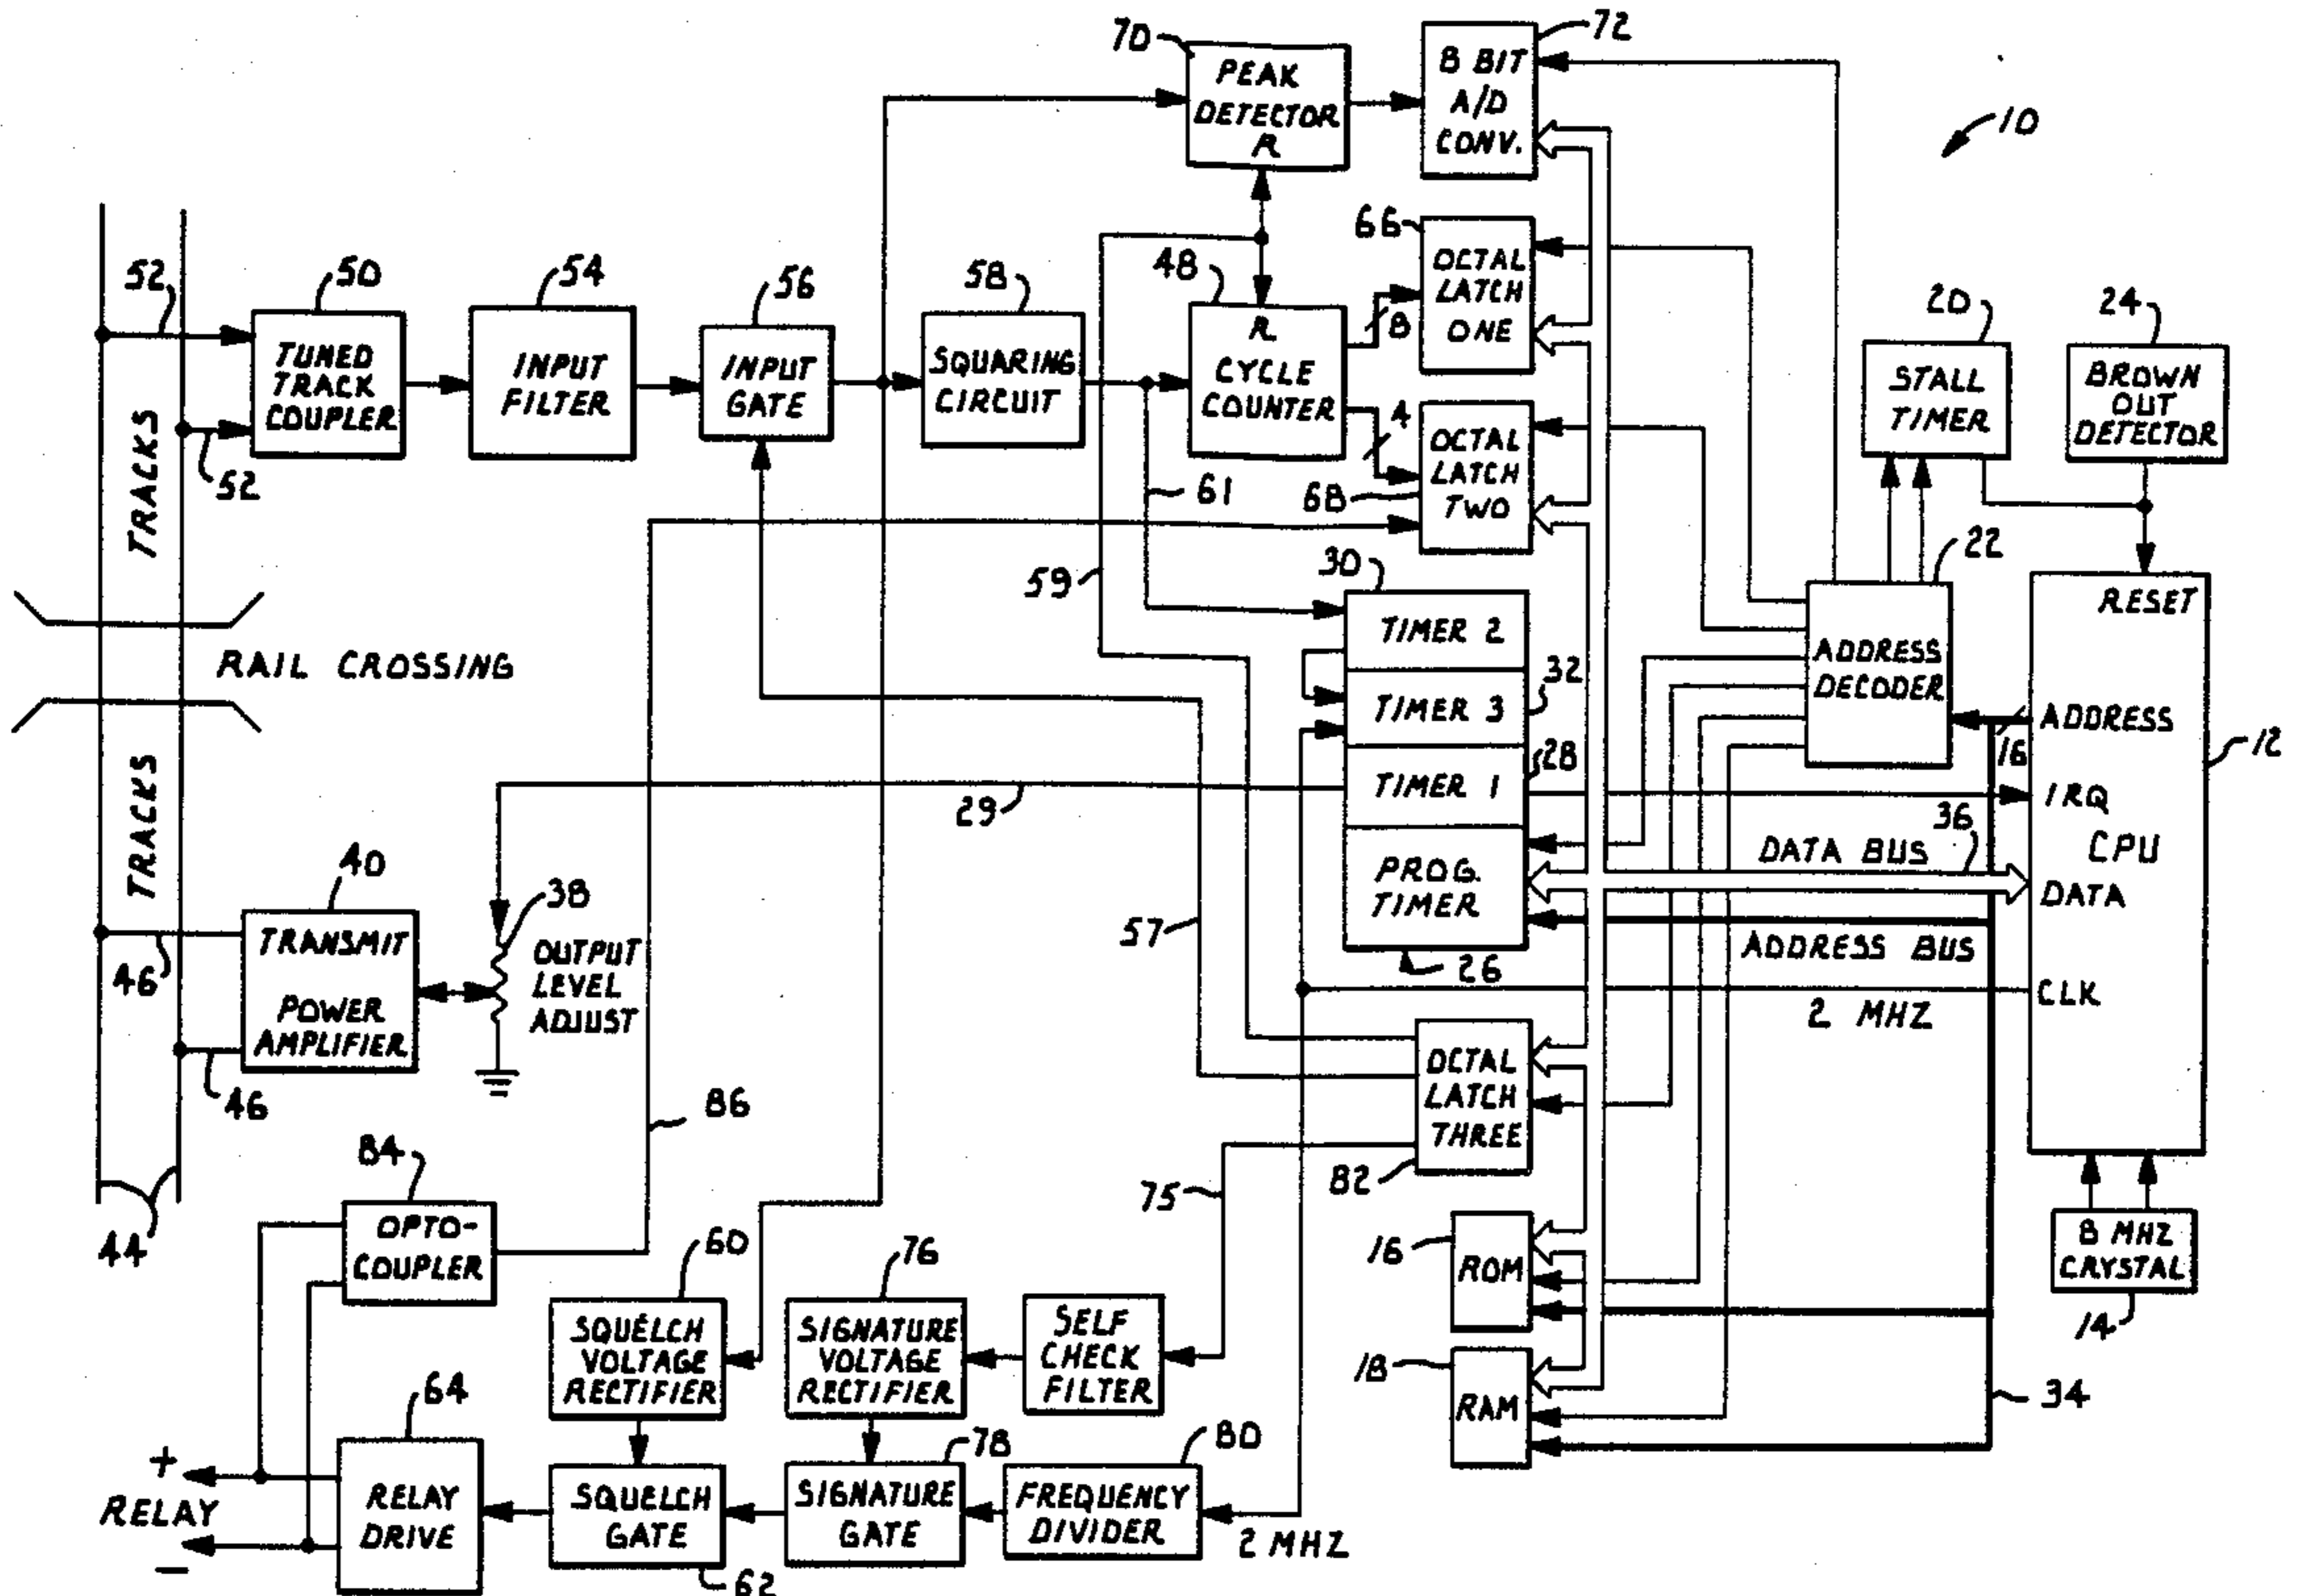 70
PEAK
DETECTOR
R
72
8 BIT
A/D
CONV.
10
52
50
TUNED
TRACK
COUPLER
52
54
INPUT
FILTER
56
INPUT
GATE
58
SQUARING
CIRCUIT
48
R
CYCLE
COUNTER
8
4
66
OCTAL
LATCH
ONE
68
OCTAL
LATCH
TWO
20
STALL
TIMER
24
BROWN
OUT
DETECTOR
61
59
TRACKS
RAIL CROSSING
TRACKS
30
TIMER 2
32
TIMER 3
28
TIMER 1
29
PROG.
TIMER
26
22
ADDRESS
DECODER
16
RESET
ADDRESS
IRQ
CPU
DATA
CLK
12
36
DATA BUS
ADDRESS BUS
2 MHZ
40
TRANSMIT
POWER
AMPLIFIER
46
46
38
OUTPUT
LEVEL
ADJUST
57
86
OCTAL
LATCH
THREE
82
75
44
84
OPTO-
COUPLER
60
SQUELCH
VOLTAGE
RECTIFIER
76
SIGNATURE
VOLTAGE
RECTIFIER
SELF
CHECK
FILTER
16
ROM
18
RAM
34
8 MHZ
CRYSTAL
14
+
RELAY
−
64
RELAY
DRIVE
SQUELCH
GATE
62
78
SIGNATURE
GATE
80
FREQUENCY
DIVIDER
2 MHZ